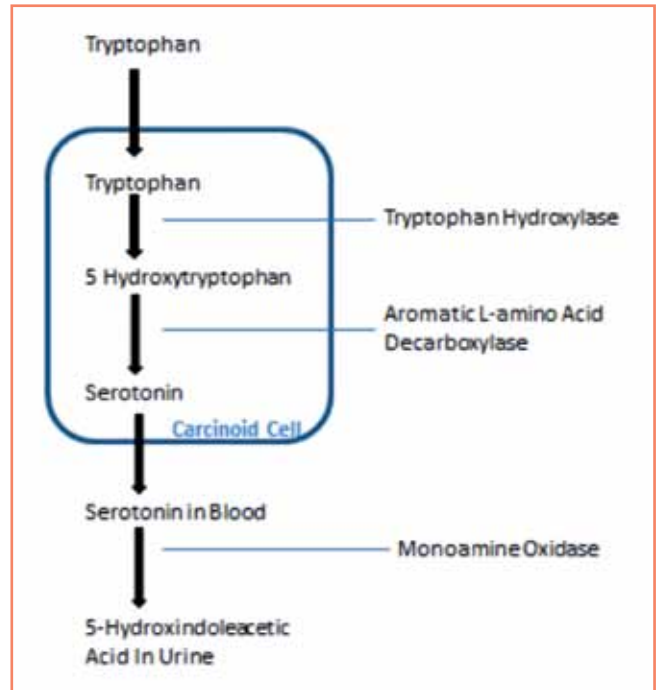 Tryptophan
Tryptophan
Tryptophan Hydroxylase
5 Hydroxytryptophan
Aromatic L-amino Acid
Decarboxylase
Serotonin
Carcinoid Cell
Serotonin in Blood
Monoamine Oxidase
5-Hydroxindoleacetic
Acid In Urine